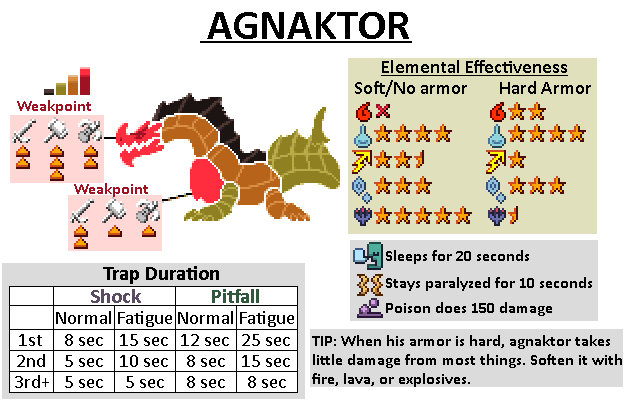 AGNAKTOR
Weakpoint
Weakpoint
Elemental Effectiveness
Soft/No armor Hard Armor
Sleeps for 20 seconds
Stays paralyzed for 10 seconds
Poison does 150 damage
Trap Duration
Shock Pitfall
Normal Fatigue Normal Fatigue
1st 8 sec 15 sec 12 sec 25 sec
2nd 5 sec 10 sec 8 sec 15 sec
3rd+ 5 sec 5 sec 8 sec 8 sec
TIP: When his armor is hard, agnaktor takes
little damage from most things. Soften it with
fire, lava, or explosives.